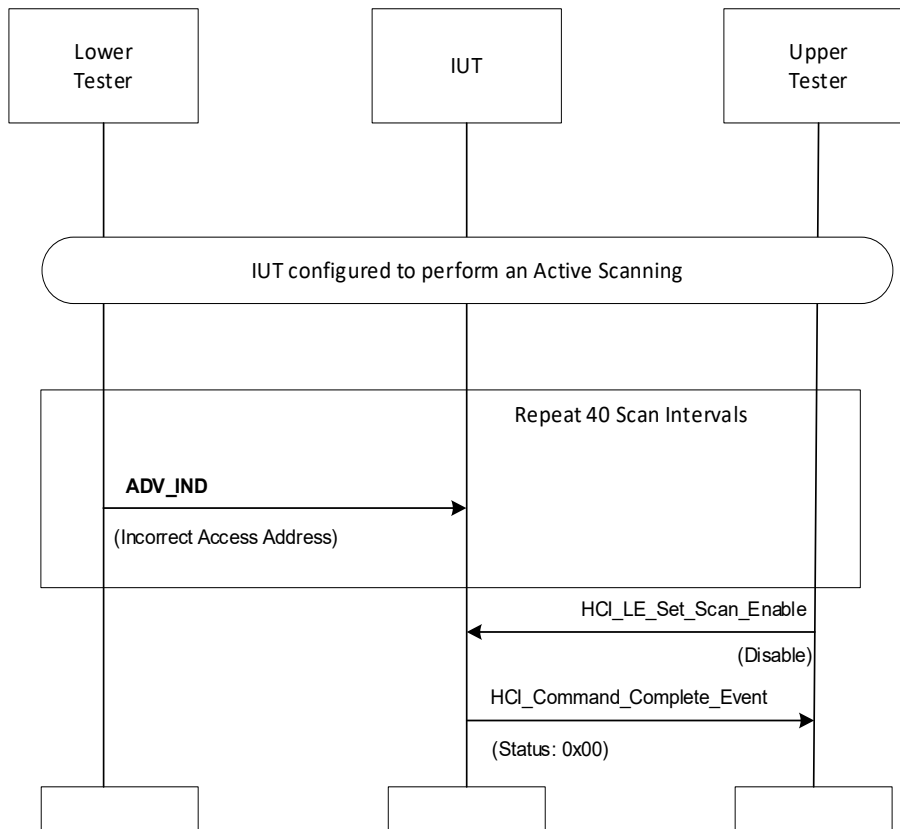 Lower
Tester
IUT
Upper
Tester
IUT configured to perform an Active Scanning
Repeat 40 Scan Intervals
ADV_IND
(Incorrect Access Address)
HCI_LE_Set_Scan_Enable
(Disable)
HCI_Command_Complete_Event
(Status: 0x00)